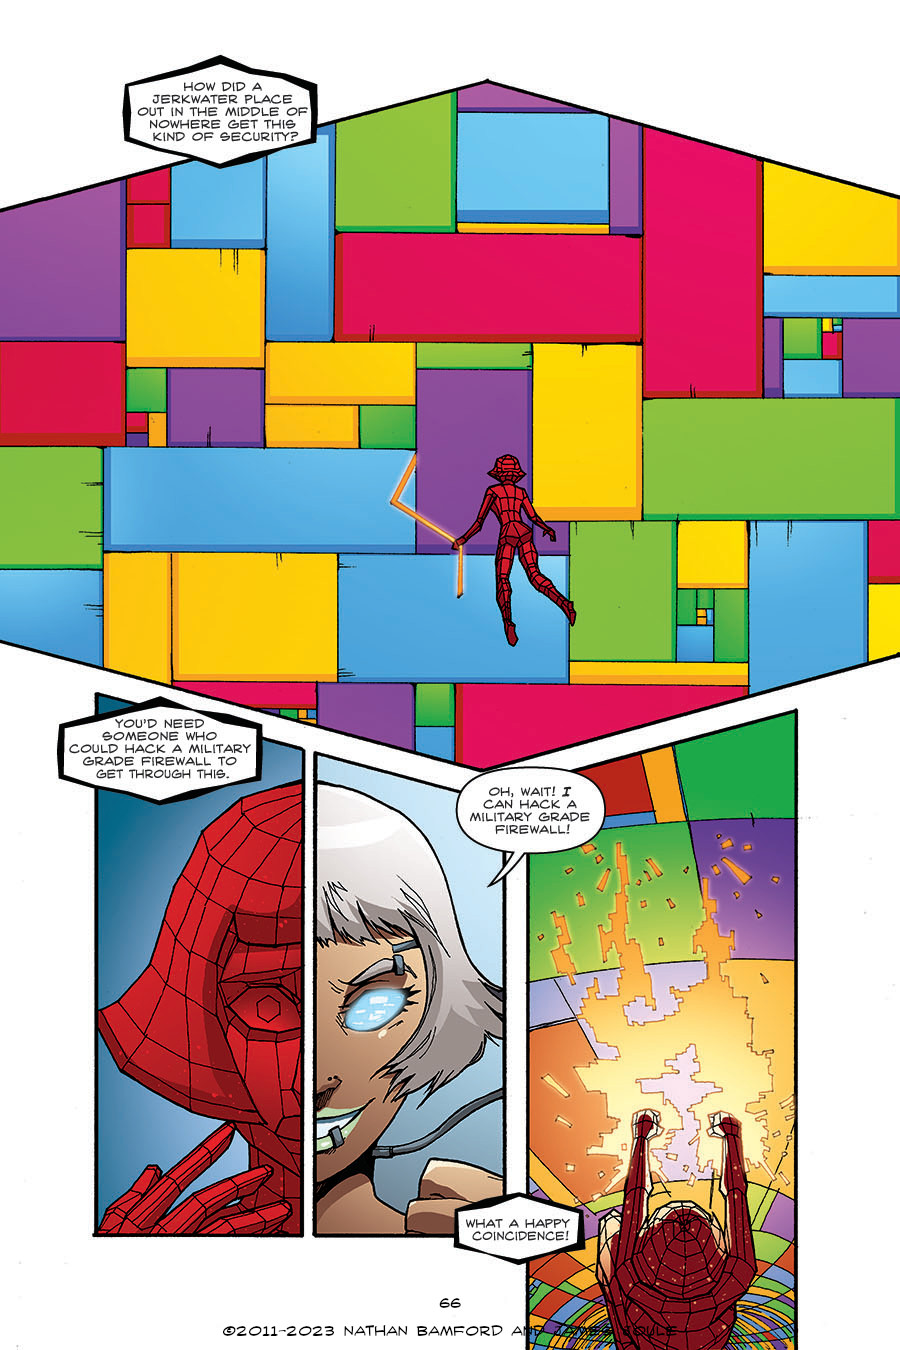 HOW DID A
JERKWATER PLACE
OUT IN THE MIDDLE OF
NOWHERE GET THIS
KIND OF SECURITY?
YOU'D NEED
SOMEONE WHO
COULD HACK A MILITARY
GRADE FIREWALL TO
GET THROUGH THIS.
OH, WAIT! I
CAN HACK A
MILITARY GRADE
FIREWALL!
WHAT A HAPPY
COINCIDENCE!
66
©2011-2023 NATHAN BAMFORD AND JAMES JOULE